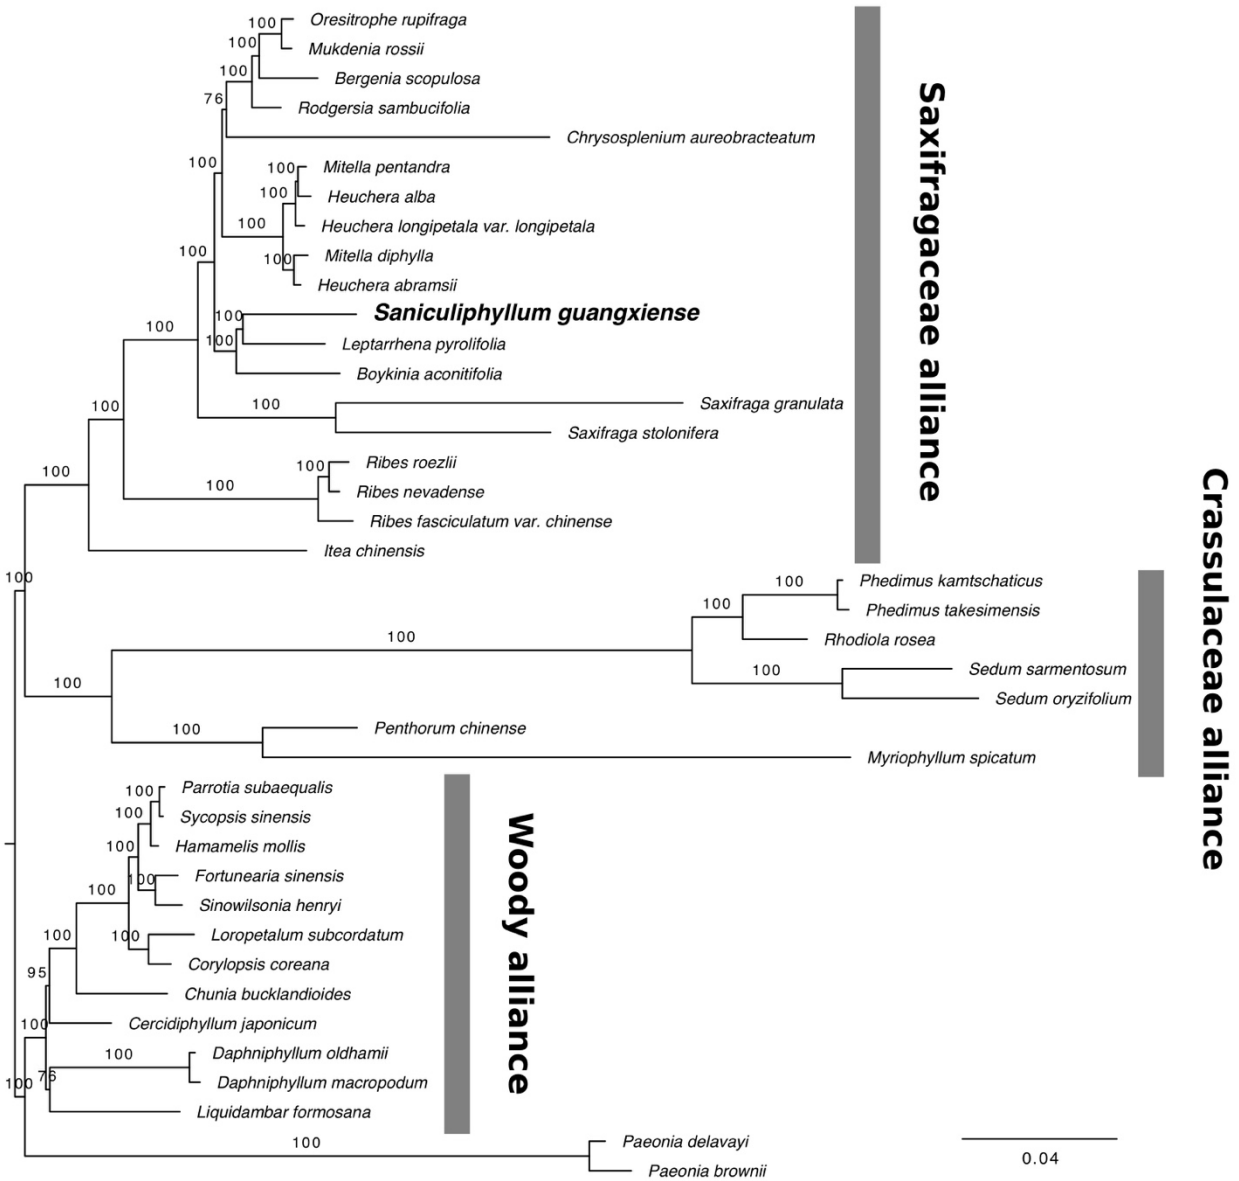 100 Oresitrophe rupifraga
100 Mukdenia rossii
100 Bergenia scopulosa
76 Rodgersia sambucifolia
Chrysosplenium aureobracteatum
100 100 Mitella pentandra
100 Heuchera alba
100 Heuchera longipetala var. longipetala
100 100 Mitella diphylla
Heuchera abramsii
100 Saniculiphyllum guangxiense
100 100 Leptarrhena pyrolifolia
Boykinia aconitifolia
100 100 Saxifraga granulata
Saxifraga stolonifera
100 Ribes roezlii
100 100 Ribes nevadense
Ribes fasciculatum var. chinense
Itea chinensis
Saxifragaceae alliance
100 100 Phedimus kamtschaticus
100 Phedimus takesimensis
100 Rhodiola rosea
100 100 Sedum sarmentosum
Sedum oryzifolium
100 Penthorum chinense
Myriophyllum spicatum
Crassulaceae alliance
100 Parrotia subaequalis
100 Sycopsis sinensis
100 Hamamelis mollis
100 100 Fortunearia sinensis
Sinowilsonia henryi
100 100 Loropetalum subcordatum
Corylopsis coreana
95 Chunia bucklandioides
100 Cercidiphyllum japonicum
100 Daphniphyllum oldhamii
100 76 Daphniphyllum macropodum
Liquidambar formosana
Woody alliance
100 Paeonia delavayi
Paeonia brownii
0.04